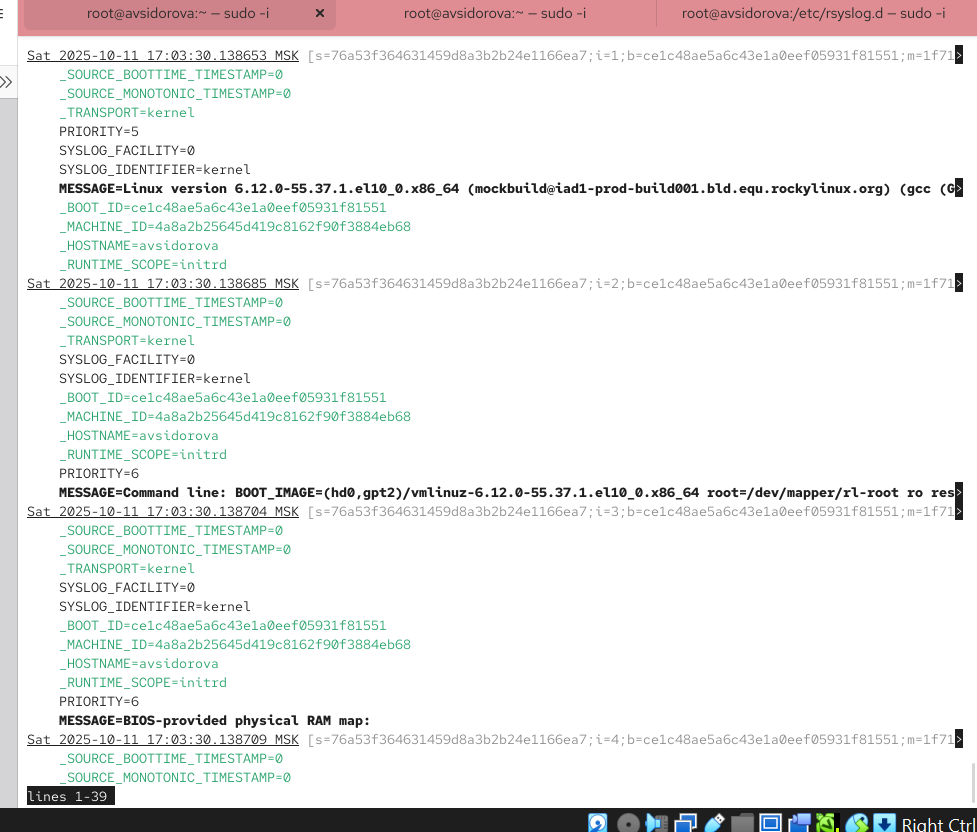 root@avsidorova:~ — sudo -i × root@avsidorova:~ — sudo -i root@avsidorova:/etc/rsyslog.d — sudo -i
Sat 2025-10-11 17:03:30.138653 MSK [s=76a53f364631459d8a3b2b24e1166ea7;i=1;b=ce1c48ae5a6c43e1a0eef05931f81551;m=1f71>
_SOURCE_BOOTTIME_TIMESTAMP=0
_SOURCE_MONOTONIC_TIMESTAMP=0
_TRANSPORT=kernel
PRIORITY=5
SYSLOG_FACILITY=0
SYSLOG_IDENTIFIER=kernel
MESSAGE=Linux version 6.12.0-55.37.1.el10_0.x86_64 (mockbuild@iad1-prod-build001.bld.equ.rockylinux.org) (gcc (G>
_BOOT_ID=ce1c48ae5a6c43e1a0eef05931f81551
_MACHINE_ID=4a8a2b25645d419c8162f90f3884eb68
_HOSTNAME=avsidorova
_RUNTIME_SCOPE=initrd
Sat 2025-10-11 17:03:30.138685 MSK [s=76a53f364631459d8a3b2b24e1166ea7;i=2;b=ce1c48ae5a6c43e1a0eef05931f81551;m=1f71>
_SOURCE_BOOTTIME_TIMESTAMP=0
_SOURCE_MONOTONIC_TIMESTAMP=0
_TRANSPORT=kernel
SYSLOG_FACILITY=0
SYSLOG_IDENTIFIER=kernel
_BOOT_ID=ce1c48ae5a6c43e1a0eef05931f81551
_MACHINE_ID=4a8a2b25645d419c8162f90f3884eb68
_HOSTNAME=avsidorova
_RUNTIME_SCOPE=initrd
PRIORITY=6
MESSAGE=Command line: BOOT_IMAGE=(hd0,gpt2)/vmlinuz-6.12.0-55.37.1.el10_0.x86_64 root=/dev/mapper/rl-root ro res>
Sat 2025-10-11 17:03:30.138704 MSK [s=76a53f364631459d8a3b2b24e1166ea7;i=3;b=ce1c48ae5a6c43e1a0eef05931f81551;m=1f71>
_SOURCE_BOOTTIME_TIMESTAMP=0
_SOURCE_MONOTONIC_TIMESTAMP=0
_TRANSPORT=kernel
SYSLOG_FACILITY=0
SYSLOG_IDENTIFIER=kernel
_BOOT_ID=ce1c48ae5a6c43e1a0eef05931f81551
_MACHINE_ID=4a8a2b25645d419c8162f90f3884eb68
_HOSTNAME=avsidorova
_RUNTIME_SCOPE=initrd
PRIORITY=6
MESSAGE=BIOS-provided physical RAM map:
Sat 2025-10-11 17:03:30.138709 MSK [s=76a53f364631459d8a3b2b24e1166ea7;i=4;b=ce1c48ae5a6c43e1a0eef05931f81551;m=1f71>
_SOURCE_BOOTTIME_TIMESTAMP=0
_SOURCE_MONOTONIC_TIMESTAMP=0
lines 1-39
Right Ctrl